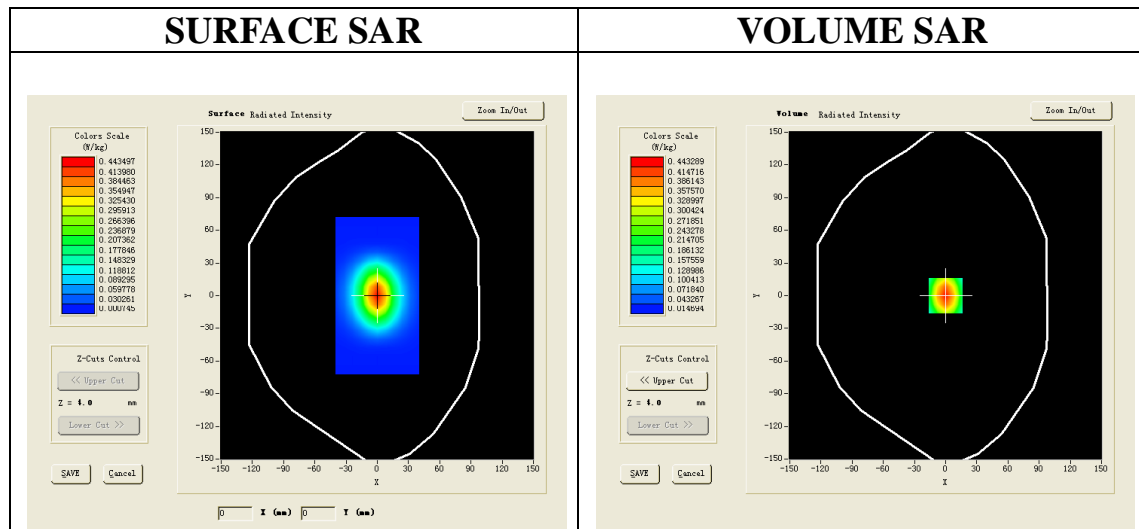 SURFACE SAR
VOLUME SAR
Surface Radiated Intensity
Zoom In/Out
Colors Scale
(W/kg)
0.443497
0.413980
0.384463
0.354947
0.325430
0.295913
0.266396
0.236879
0.207362
0.177846
0.148329
0.118812
0.089295
0.059778
0.030261
0.000745
150
120
90
60
30
0
-30
-60
-90
-120
-150
Y
-150 -120 -90 -60 -30 0 30 60 90 120 150
X
Z-Cuts Control
<< Upper Cut
Z = 4.0 mm
Lower Cut >>
SAVE Cancel
0 X (mm) 0 Y (mm)
Volume Radiated Intensity
Zoom In/Out
Colors Scale
(W/kg)
0.443289
0.414716
0.386143
0.357570
0.328997
0.300424
0.271851
0.243278
0.214705
0.186132
0.157559
0.128986
0.100413
0.071840
0.043267
0.014694
150
120
90
60
30
0
-30
-60
-90
-120
-150
Y
-150 -120 -90 -60 -30 0 30 60 90 120 150
X
Z-Cuts Control
<< Upper Cut
Z = 4.0 mm
Lower Cut >>
SAVE Cancel